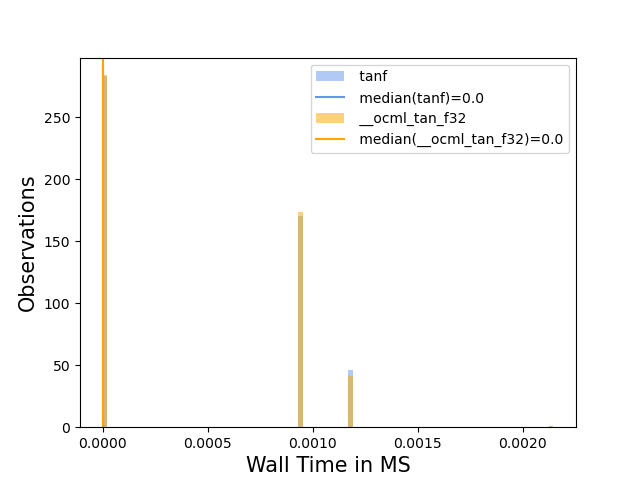 tanf
median(tanf)=0.0
__ocml_tan_f32
median(__ocml_tan_f32)=0.0
Observations
250
200
150
100
50
0
0.0000 0.0005 0.0010 0.0015 0.0020
Wall Time in MS